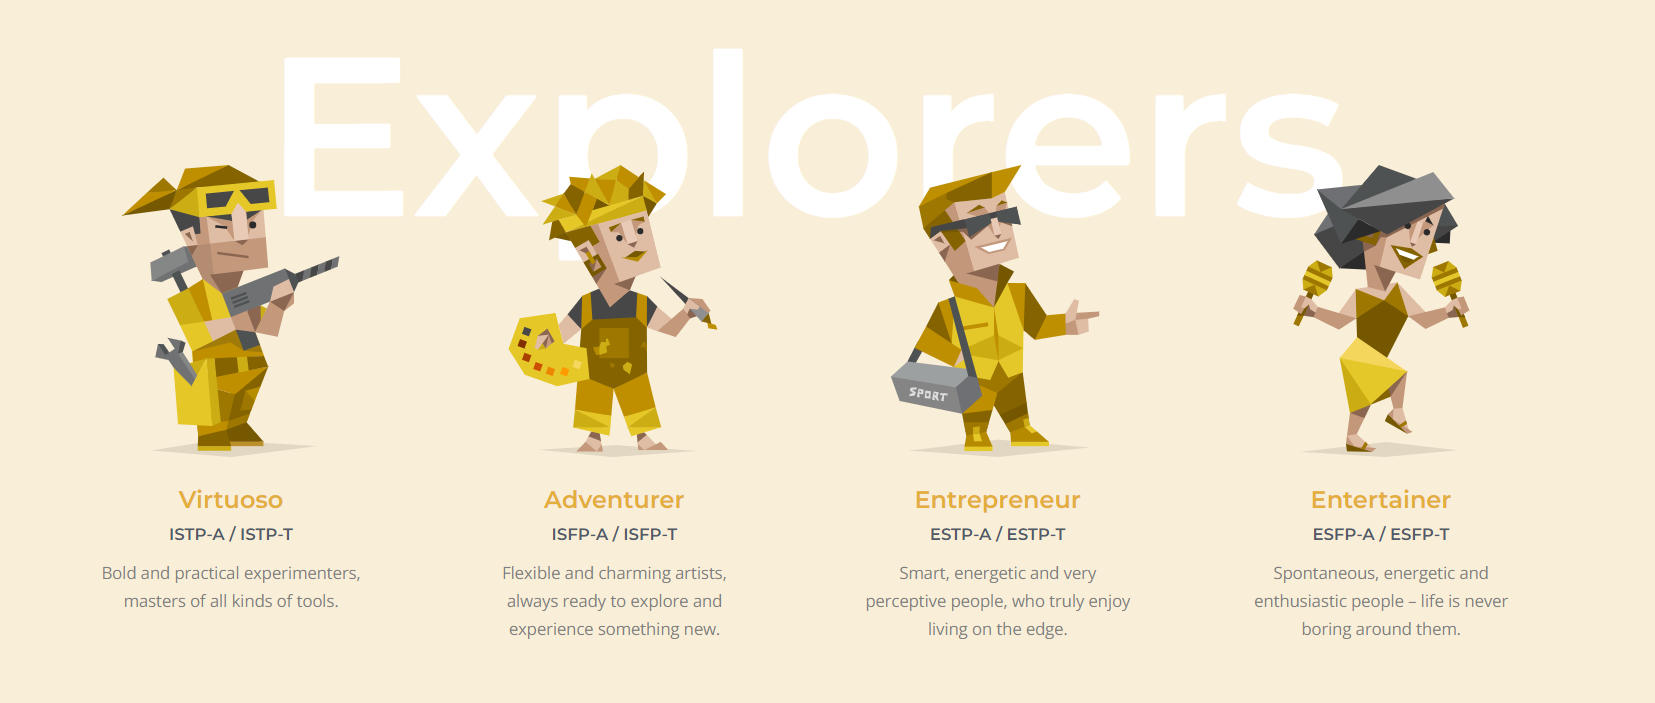 Explorers
SPORT
Virtuoso
ISTP-A / ISTP-T
Bold and practical experimenters,
masters of all kinds of tools.
Adventurer
ISFP-A / ISFP-T
Flexible and charming artists,
always ready to explore and
experience something new.
Entrepreneur
ESTP-A / ESTP-T
Smart, energetic and very
perceptive people, who truly enjoy
living on the edge.
Entertainer
ESFP-A / ESFP-T
Spontaneous, energetic and
enthusiastic people – life is never
boring around them.